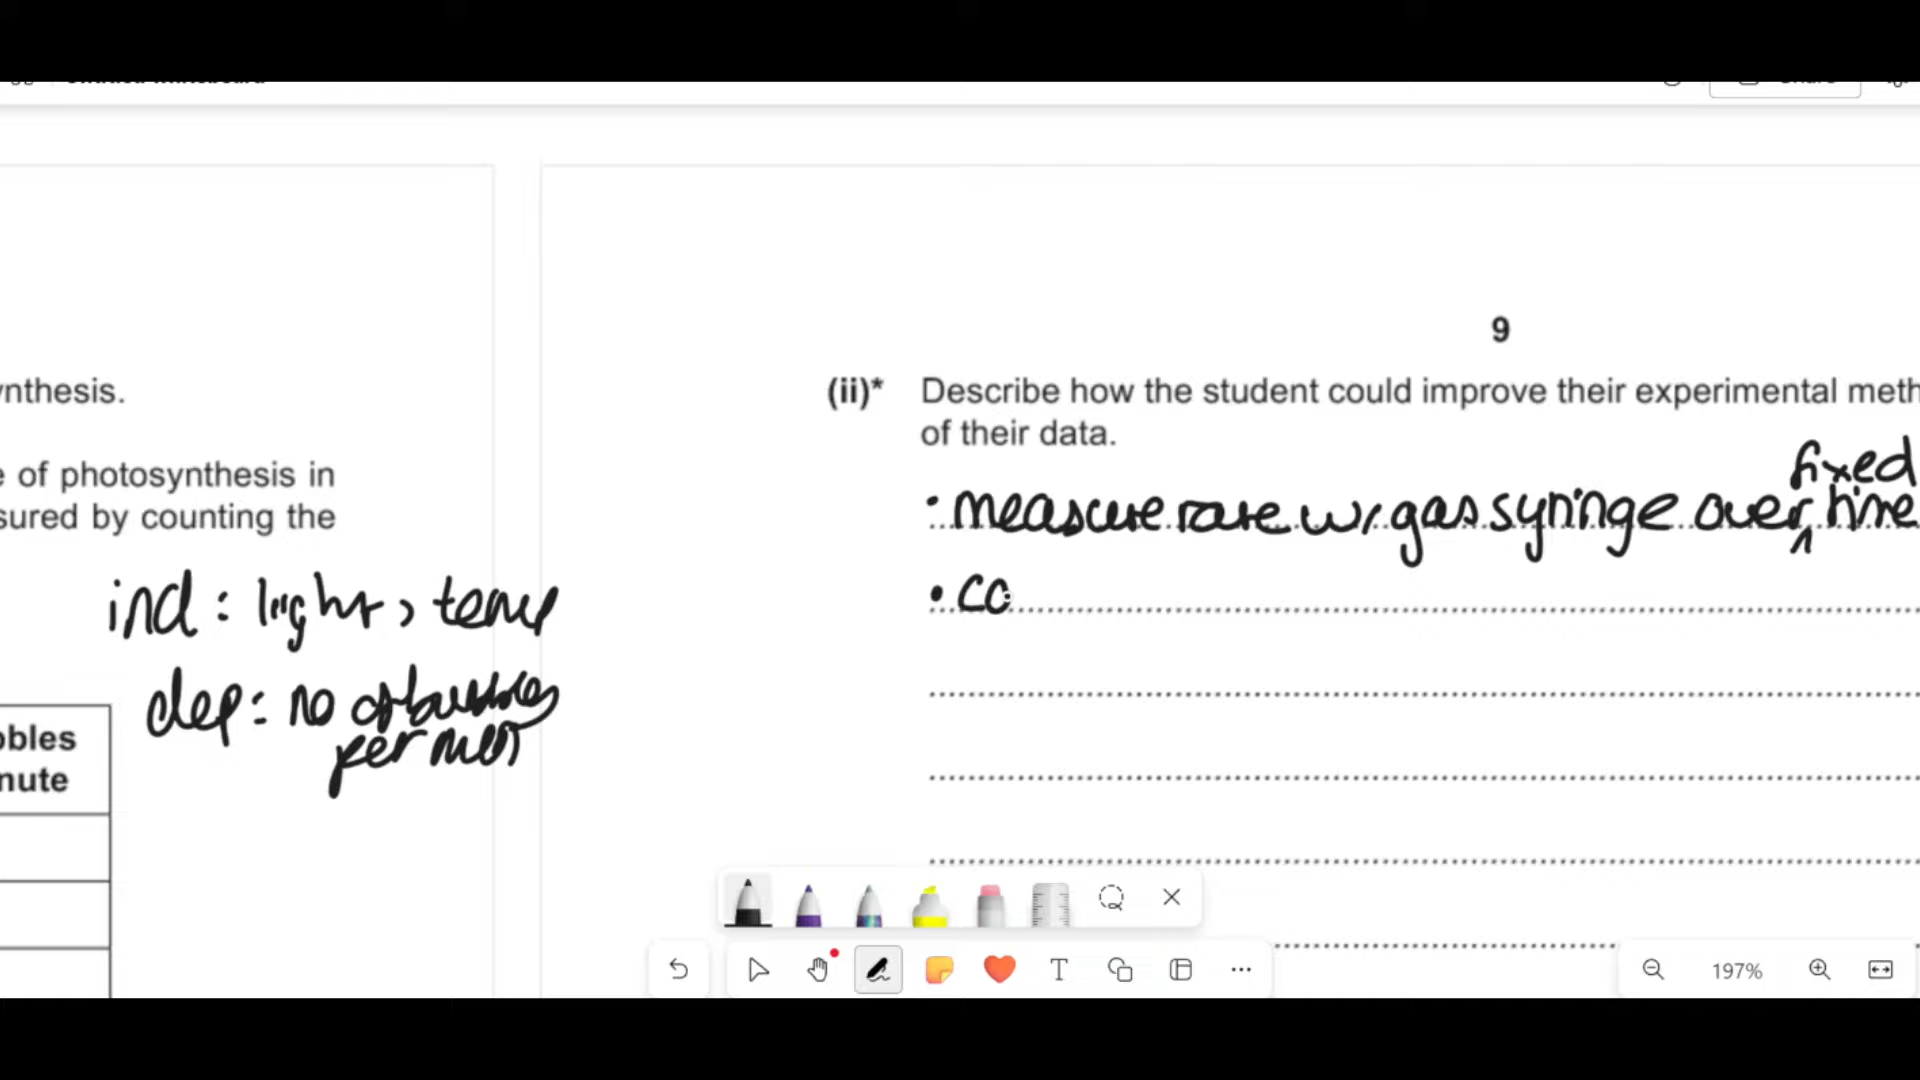 ynthesis.
e of photosynthesis in
sured by counting the
ind : light, temp
dep: no of bubbles
per min
bbles
nute
9
(ii)* Describe how the student could improve their experimental meth
of their data.
fixed
• measure rate w/ gas syringe over ^ time
• co
197%